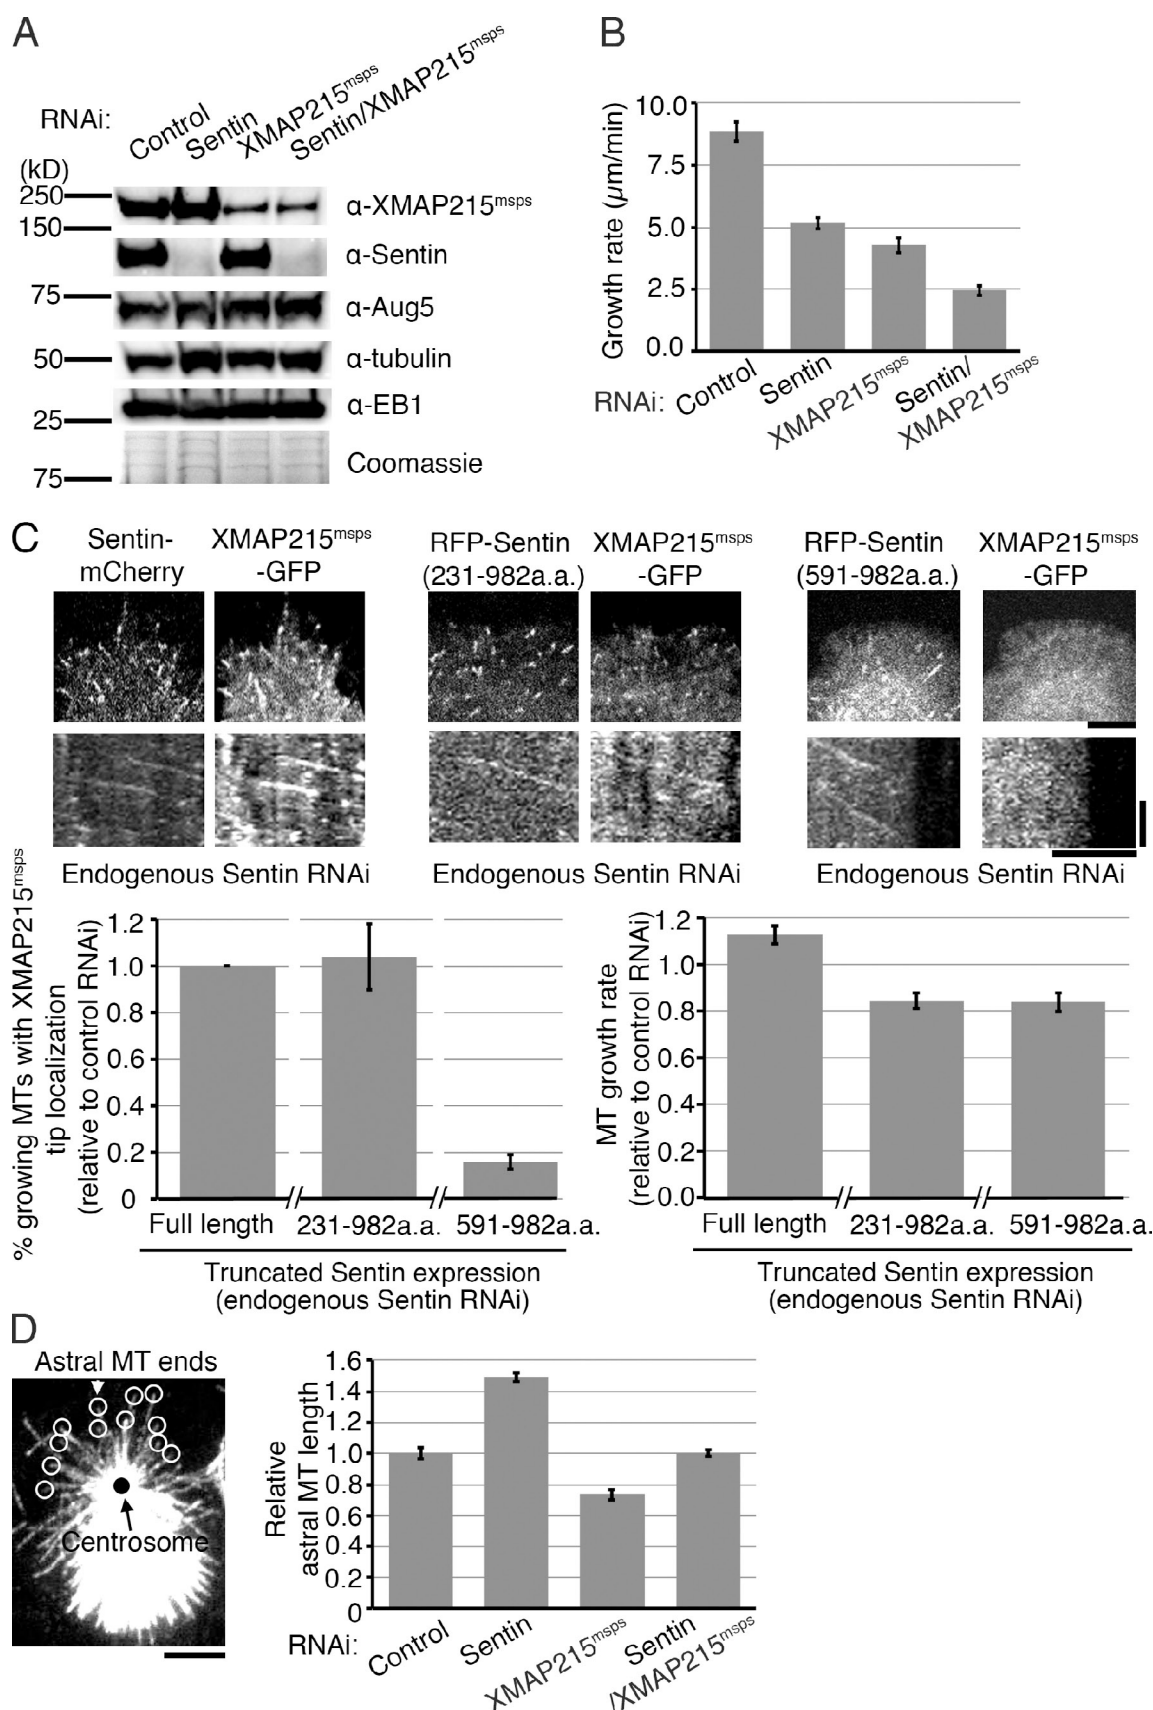 A
RNAi:
Control
Sentin
XMAP215msps
Sentin/XMAP215msps
(kD)
250
150
75
50
25
75
α-XMAP215msps
α-Sentin
α-Aug5
α-tubulin
α-EB1
Coomassie
B
Growth rate (µm/min)
10.0
7.5
5.0
2.5
0.0
RNAi:
Control
Sentin
XMAP215msps
Sentin/
XMAP215msps
C
Sentin-
mCherry
XMAP215msps
-GFP
RFP-Sentin
(231-982a.a.)
XMAP215msps
-GFP
RFP-Sentin
(591-982a.a.)
XMAP215msps
-GFP
Endogenous Sentin RNAi
Endogenous Sentin RNAi
Endogenous Sentin RNAi
% growing MTs with XMAP215msps
tip localization
(relative to control RNAi)
1.2
1.0
0.8
0.6
0.4
0.2
0
Full length
231-982a.a.
591-982a.a.
Truncated Sentin expression
(endogenous Sentin RNAi)
MT growth rate
(relative to control RNAi)
1.2
1.0
0.8
0.6
0.4
0.2
0.0
Full length
231-982a.a.
591-982a.a.
Truncated Sentin expression
(endogenous Sentin RNAi)
D
Astral MT ends
Centrosome
Relative
astral MT length
1.6
1.4
1.2
1.0
0.8
0.6
0.4
0.2
0
RNAi:
Control
Sentin
XMAP215msps
Sentin
/XMAP215msps